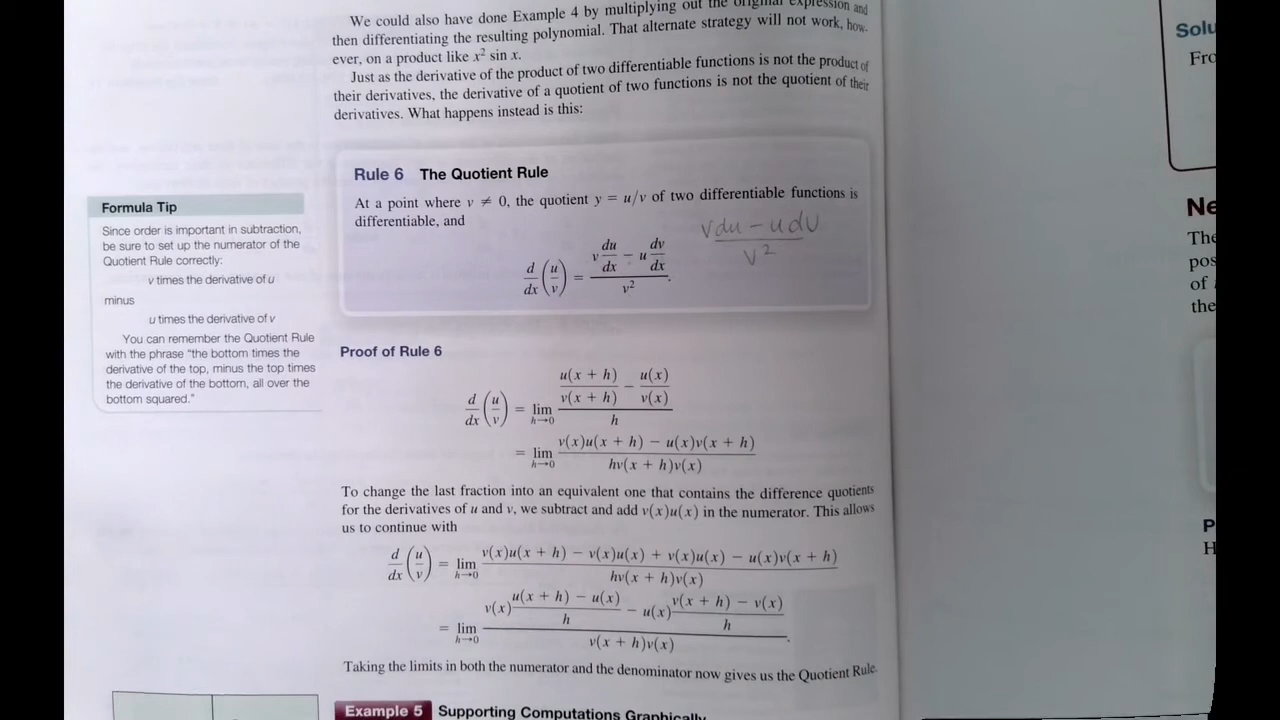 We could also have done Example 4 by multiplying out the original expression and
then differentiating the resulting polynomial. That alternate strategy will not work, how-
ever, on a product like x² sin x.
Just as the derivative of the product of two differentiable functions is not the product of
their derivatives, the derivative of a quotient of two functions is not the quotient of their
derivatives. What happens instead is this:
Rule 6 The Quotient Rule
At a point where v ≠ 0, the quotient y = u/v of two differentiable functions is
differentiable, and
d/dx (u/v) = (v du/dx − u dv/dx) / v².
vdu − udv / v²
Formula Tip
Since order is important in subtraction,
be sure to set up the numerator of the
Quotient Rule correctly:
v times the derivative of u
minus
u times the derivative of v
You can remember the Quotient Rule
with the phrase "the bottom times the
derivative of the top, minus the top times
the derivative of the bottom, all over the
bottom squared."
Proof of Rule 6
d/dx (u/v) = lim h→0 (u(x + h)/v(x + h) − u(x)/v(x)) / h
= lim h→0 (v(x)u(x + h) − u(x)v(x + h)) / hv(x + h)v(x)
To change the last fraction into an equivalent one that contains the difference quotients
for the derivatives of u and v, we subtract and add v(x)u(x) in the numerator. This allows
us to continue with
d/dx (u/v) = lim h→0 (v(x)u(x + h) − v(x)u(x) + v(x)u(x) − u(x)v(x + h)) / hv(x + h)v(x)
= lim h→0 (v(x) (u(x + h) − u(x))/h − u(x) (v(x + h) − v(x))/h) / v(x + h)v(x).
Taking the limits in both the numerator and the denominator now gives us the Quotient Rule.
Example 5 Supporting Computations Graphically
Solu
Fro
Ne
The
pos
of
the
P
H